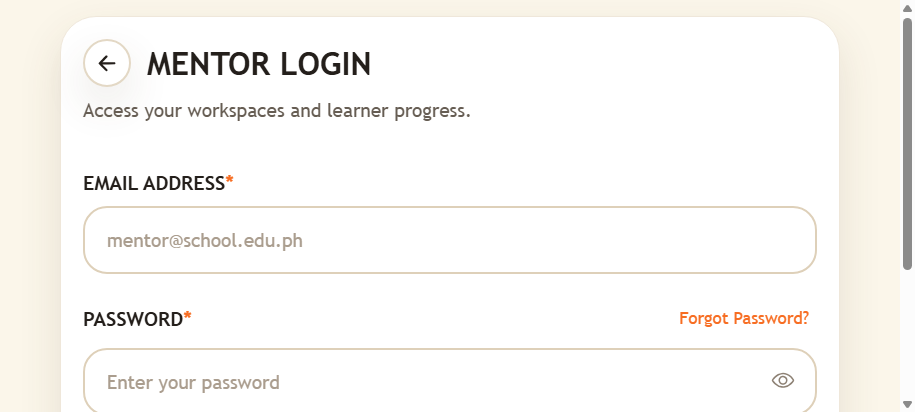 MENTOR LOGIN
Access your workspaces and learner progress.
EMAIL ADDRESS*
mentor@school.edu.ph
PASSWORD*
Forgot Password?
Enter your password